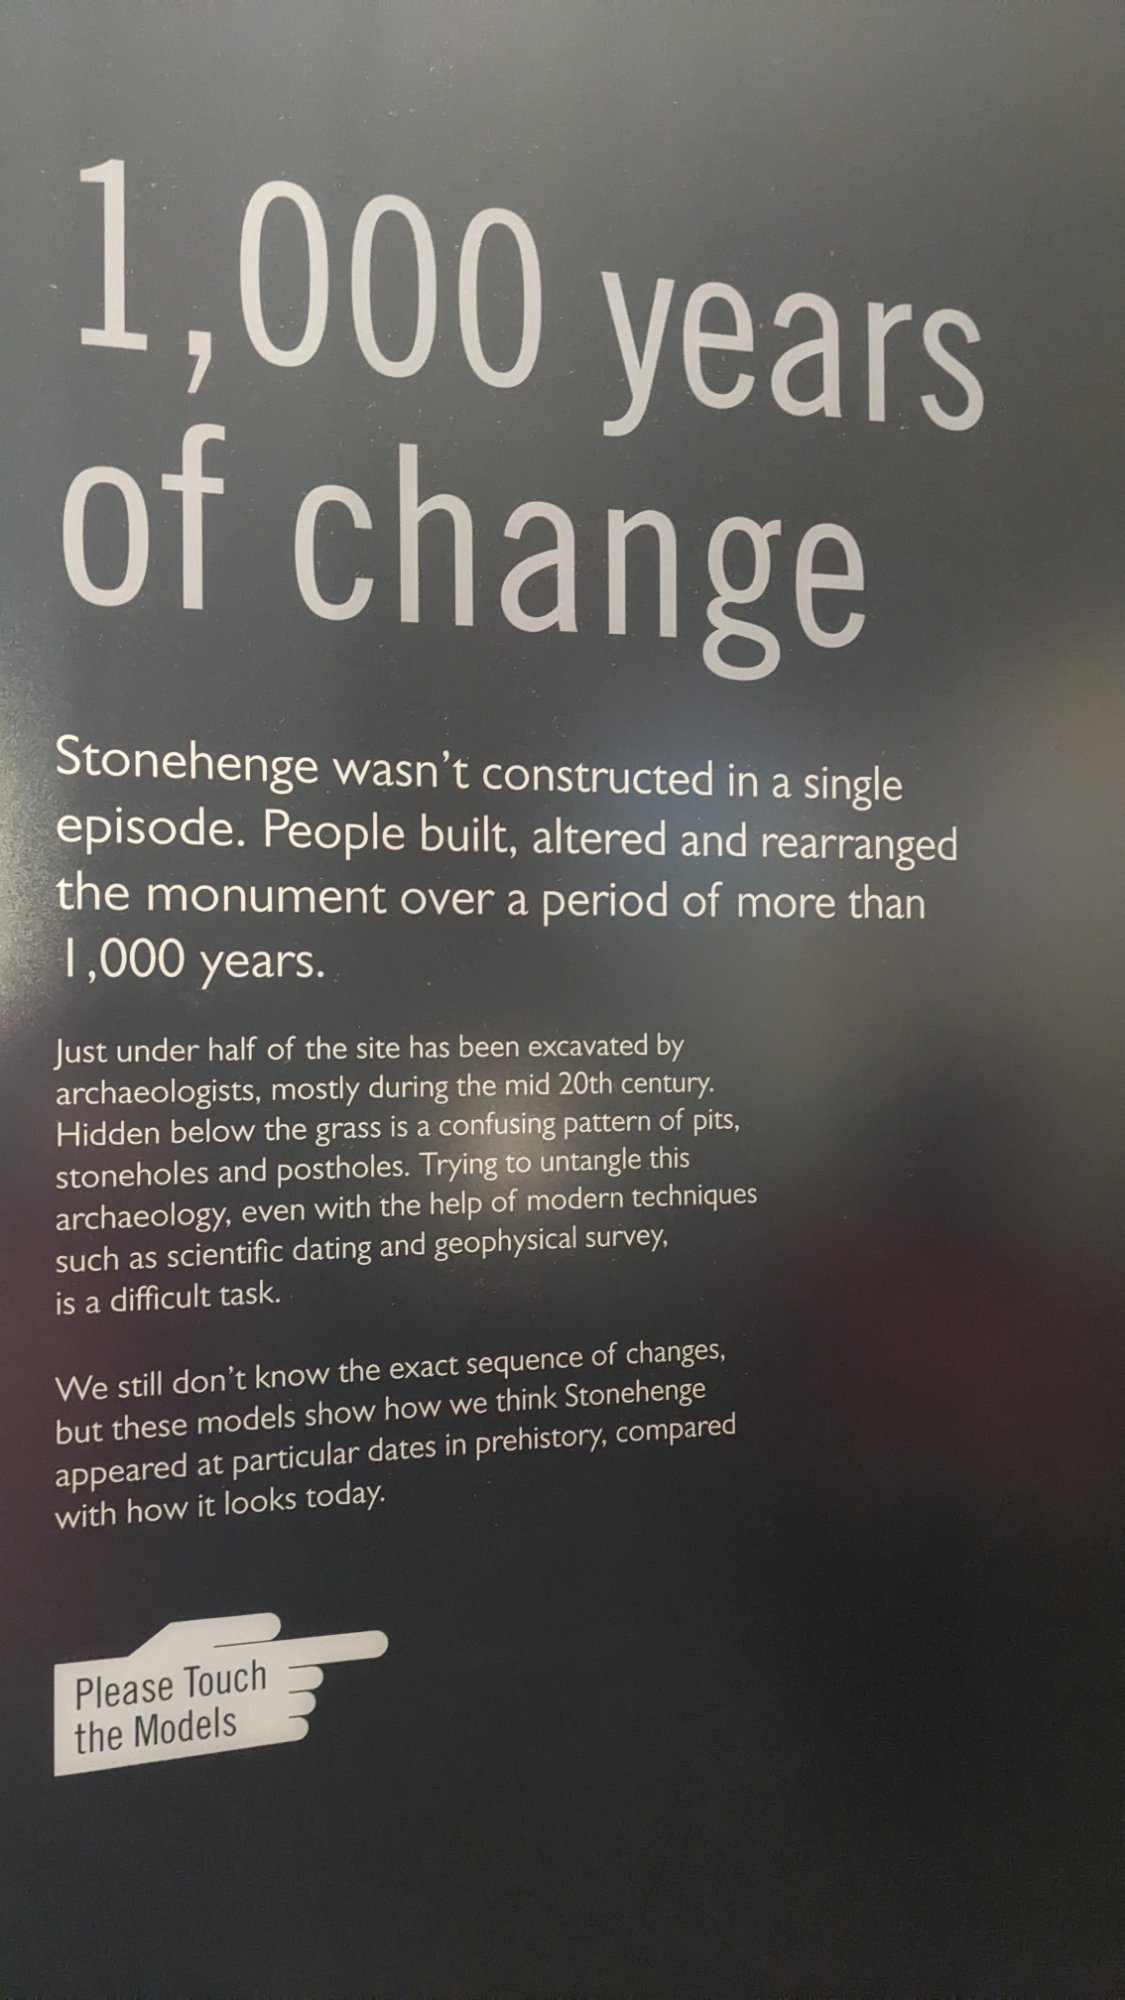 1,000 years
of change
Stonehenge wasn't constructed in a single
episode. People built, altered and rearranged
the monument over a period of more than
1,000 years.
Just under half of the site has been excavated by
archaeologists, mostly during the mid 20th century.
Hidden below the grass is a confusing pattern of pits,
stoneholes and postholes. Trying to untangle this
archaeology, even with the help of modern techniques
such as scientific dating and geophysical survey,
is a difficult task.
We still don't know the exact sequence of changes,
but these models show how we think Stonehenge
appeared at particular dates in prehistory, compared
with how it looks today.
Please Touch
the Models